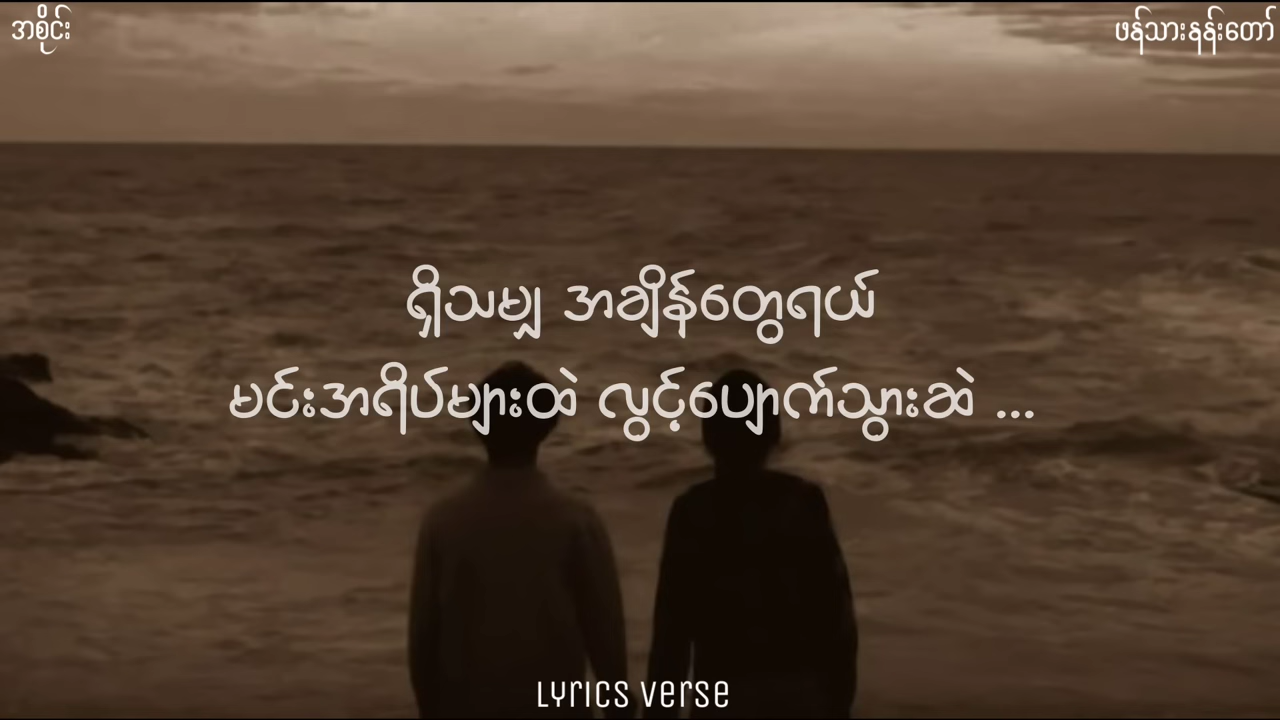 အစိုင်း
ဖန်သားနန်းတော်
ရှိသမျှ အချိန်တွေရယ်
မင်းအရိပ်များထဲ လွင့်ပျောက်သွားဆဲ ...
Lyrics Verse